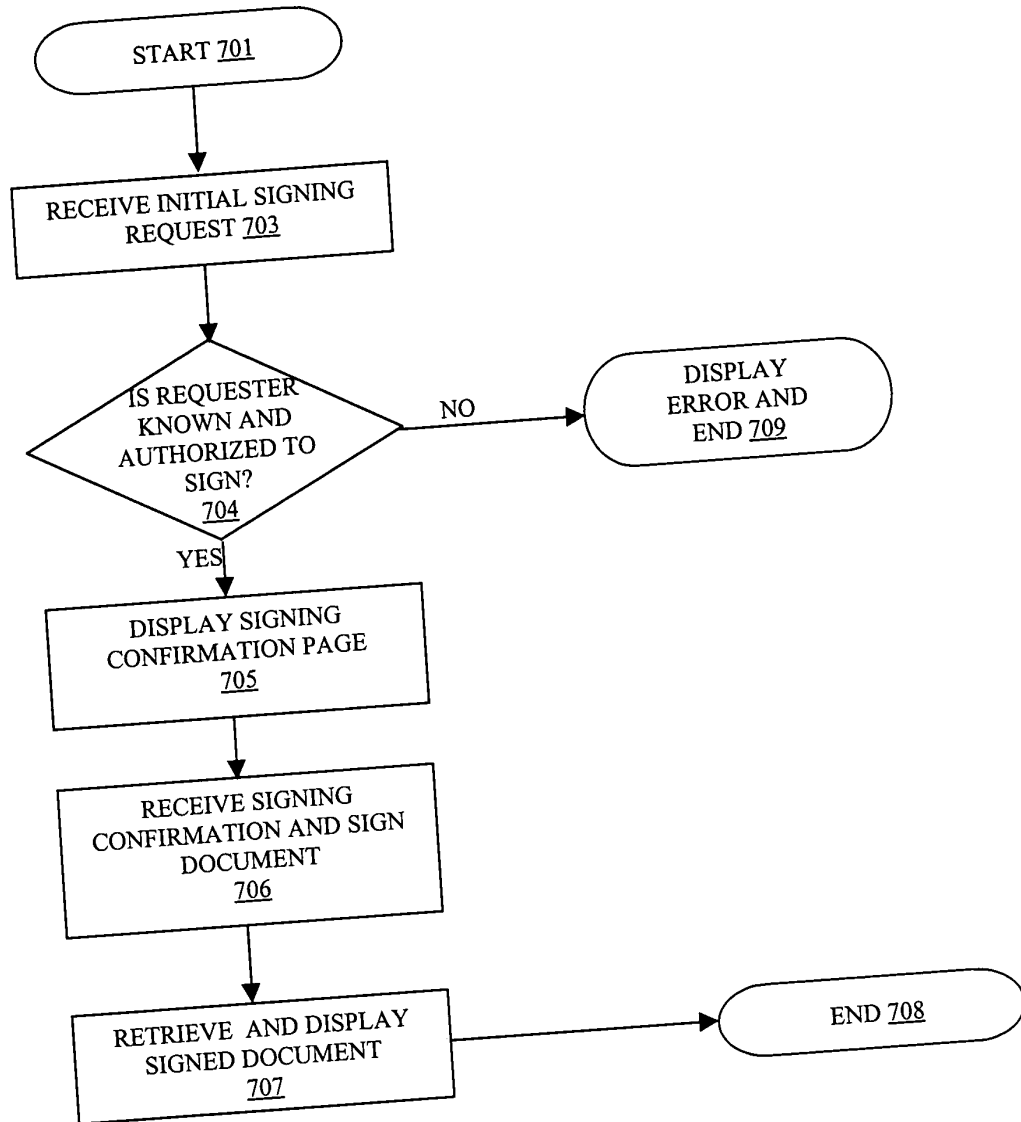 START 701
RECEIVE INITIAL SIGNING
REQUEST 703
IS REQUESTER
KNOWN AND
AUTHORIZED TO
SIGN?
704
NO
DISPLAY
ERROR AND
END 709
YES
DISPLAY SIGNING
CONFIRMATION PAGE
705
RECEIVE SIGNING
CONFIRMATION AND SIGN
DOCUMENT
706
RETRIEVE AND DISPLAY
SIGNED DOCUMENT
707
END 708